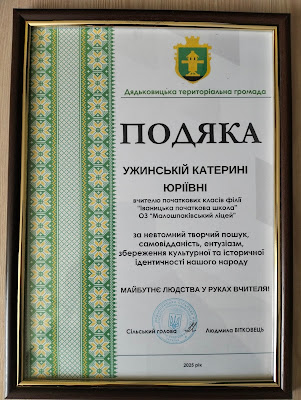 Дядьковицька територіальна громада
ПОДЯКА
УЖИНСЬКІЙ КАТЕРИНІ
ЮРІЇВНІ
вчителю початкових класів філії
"Іваницька початкова школа"
ОЗ "Малошпаківський ліцей"
за невтомний творчий пошук,
самовідданість, ентузіазм,
збереження культурної та історичної
ідентичності нашого народу
МАЙБУТНЄ ЛЮДСТВА У РУКАХ ВЧИТЕЛЯ!
Сільський голова Людмила ВІТКОВЕЦЬ
2025 рік